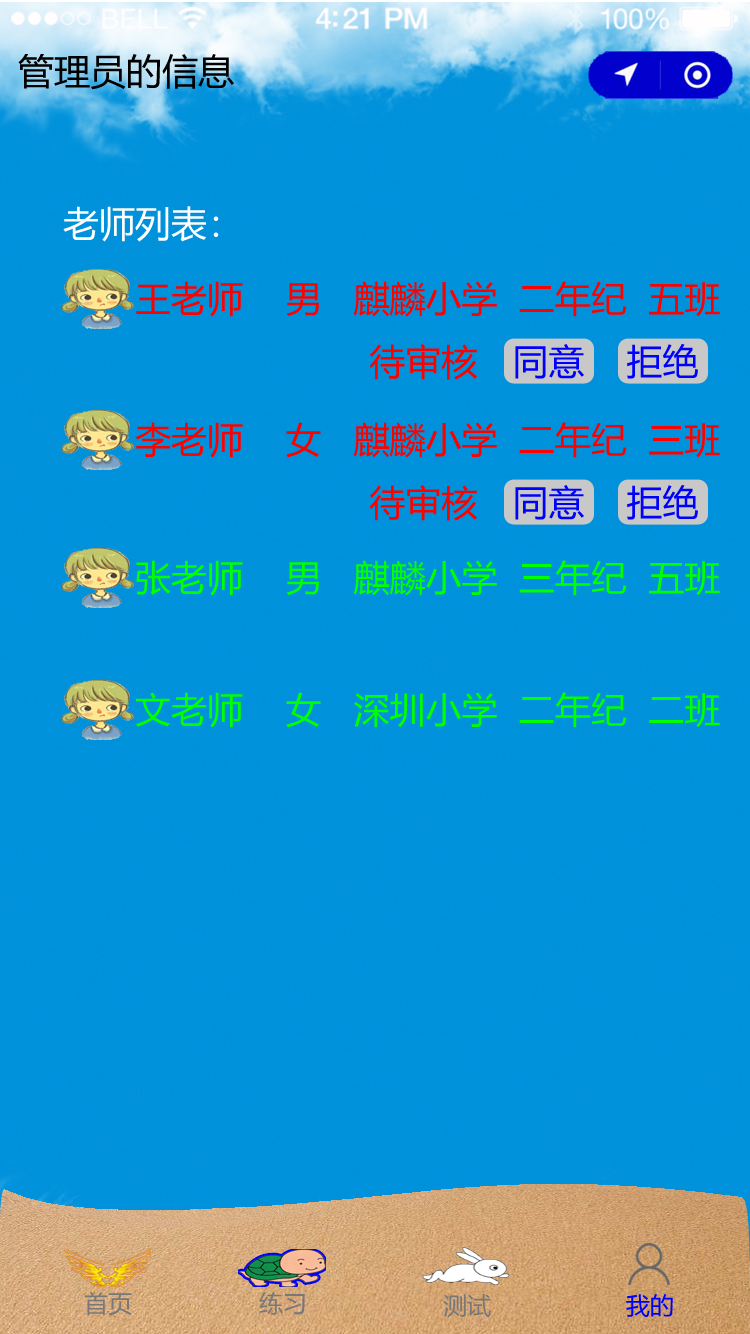 BELL 4:21 PM 100%
管理员的信息
老师列表：
王老师 男 麒麟小学 二年纪 五班
待审核 同意 拒绝
李老师 女 麒麟小学 二年纪 三班
待审核 同意 拒绝
张老师 男 麒麟小学 三年纪 五班
文老师 女 深圳小学 二年纪 二班
首页 练习 测试 我的